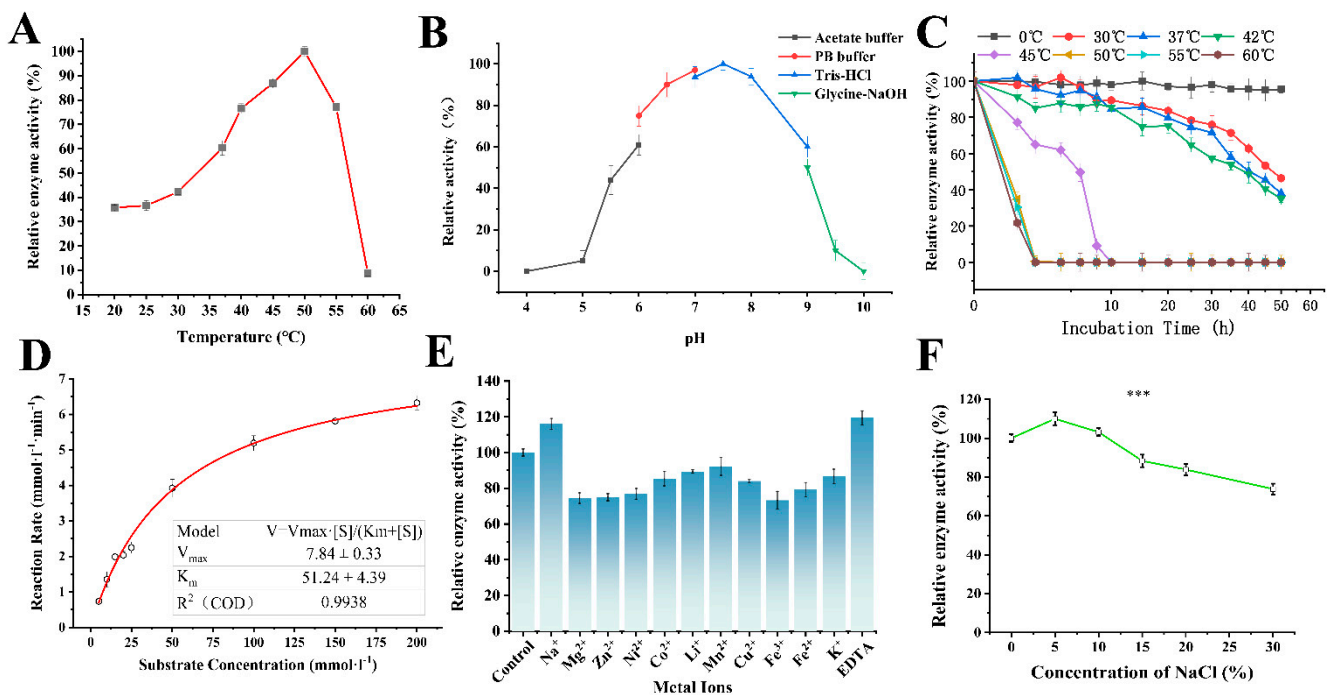 A
Relative enzyme activity (%)
100
90
80
70
60
50
40
30
20
10
0
15 20 25 30 35 40 45 50 55 60 65
Temperature (°C)
B
Relative activity (%)
100
80
60
40
20
0
4 5 6 7 8 9 10
pH
Acetate buffer
PB buffer
Tris-HCl
Glycine-NaOH
C
0℃ 30℃ 37℃ 42℃
45℃ 50℃ 55℃ 60℃
Relative enzyme activity (%)
100
80
60
40
20
0
0 10 20 30 40 50 60
Incubation Time (h)
D
Reaction Rate (mmol·l⁻¹·min⁻¹)
7
6
5
4
3
2
1
0
0 50 100 150 200
Substrate Concentration (mmol·l⁻¹)
Model V=Vmax·[S]/(Km+[S])
Vmax 7.84 ± 0.33
Km 51.24 ± 4.39
R² (COD) 0.9938
E
Relative enzyme activity (%)
140
120
100
80
60
40
20
0
Control Na⁺ Mg²⁺ Zn²⁺ Ni²⁺ Co²⁺ Li⁺ Mn²⁺ Cu²⁺ Fe³⁺ Fe²⁺ K⁺ EDTA
Metal Ions
F
Relative enzyme activity (%)
120
100
80
60
40
20
0
***
0 5 10 15 20 30
Concentration of NaCl (%)